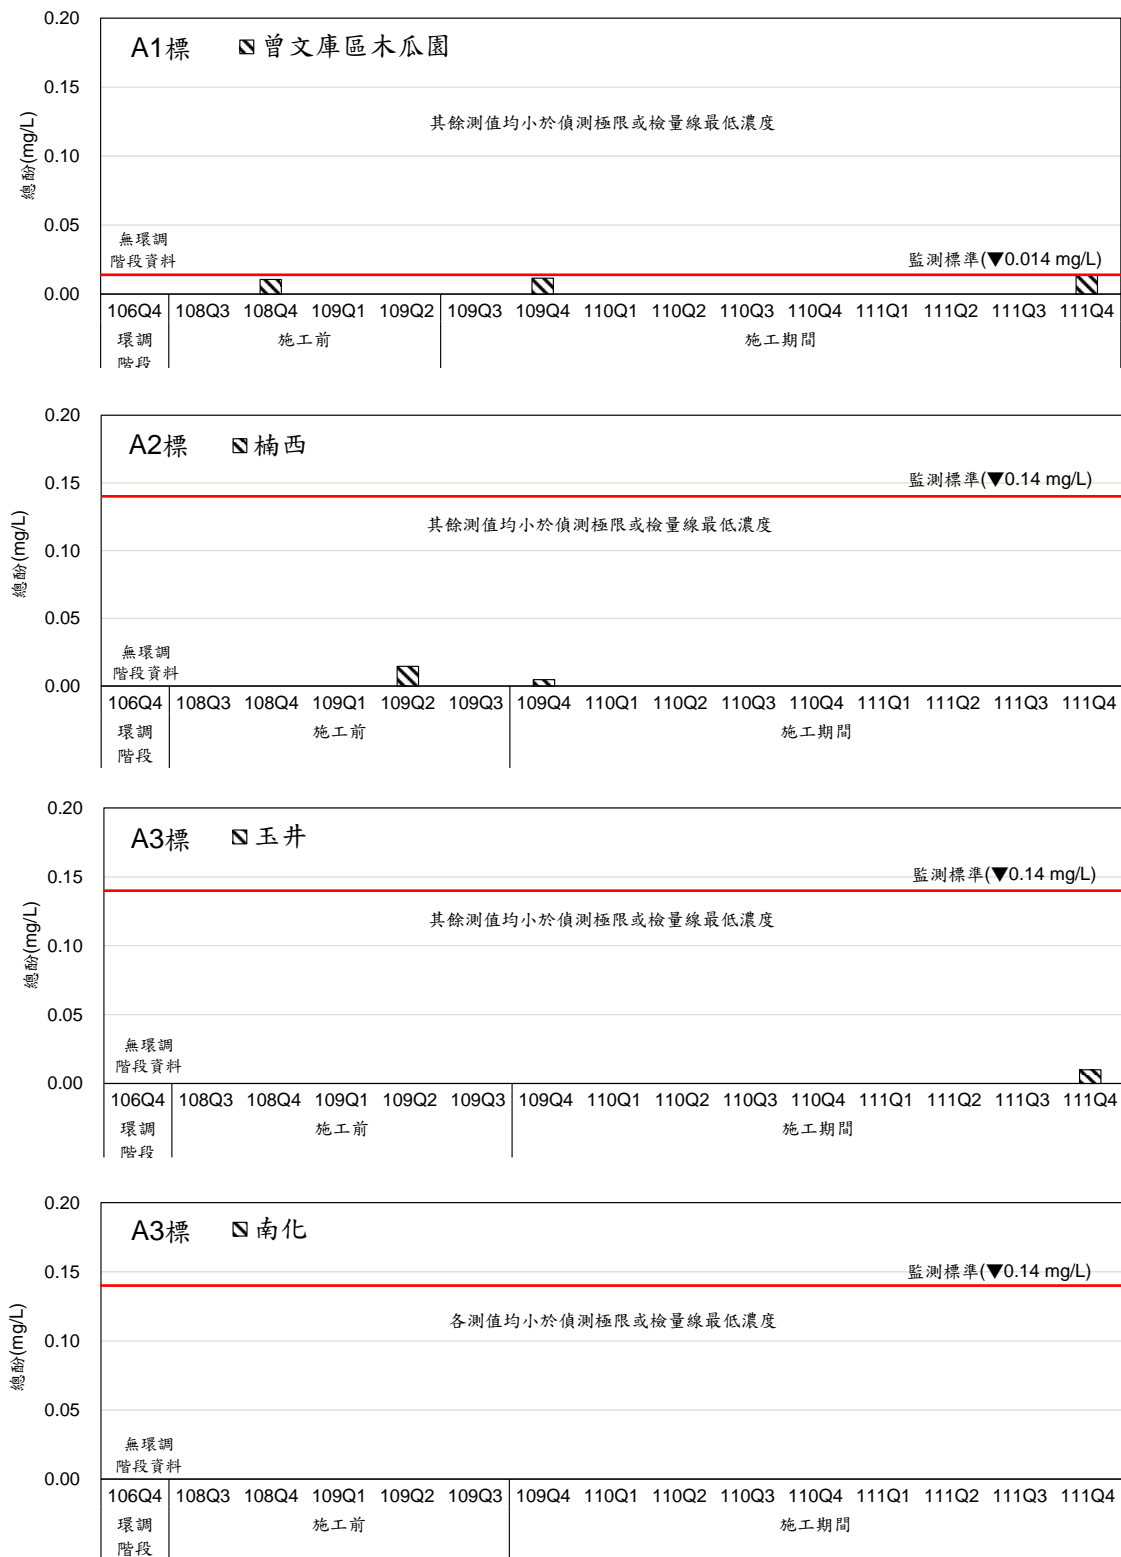 0.20
A1標 曾文庫區木瓜園
0.15
其餘測值均小於偵測極限或檢量線最低濃度
總酚(mg/L)
0.10
0.05
無環調
階段資料
監測標準(▼0.014 mg/L)
0.00
106Q4 108Q3 108Q4 109Q1 109Q2 109Q3 109Q4 110Q1 110Q2 110Q3 110Q4 111Q1 111Q2 111Q3 111Q4
環調 施工前 施工期間
階段
0.20
A2標 楠西
0.15
監測標準(▼0.14 mg/L)
其餘測值均小於偵測極限或檢量線最低濃度
總酚(mg/L)
0.10
0.05
無環調
階段資料
0.00
106Q4 108Q3 108Q4 109Q1 109Q2 109Q3 109Q4 110Q1 110Q2 110Q3 110Q4 111Q1 111Q2 111Q3 111Q4
環調 施工前 施工期間
階段
0.20
A3標 玉井
0.15
監測標準(▼0.14 mg/L)
其餘測值均小於偵測極限或檢量線最低濃度
總酚(mg/L)
0.10
0.05
無環調
階段資料
0.00
106Q4 108Q3 108Q4 109Q1 109Q2 109Q3 109Q4 110Q1 110Q2 110Q3 110Q4 111Q1 111Q2 111Q3 111Q4
環調 施工前 施工期間
階段
0.20
A3標 南化
0.15
監測標準(▼0.14 mg/L)
各測值均小於偵測極限或檢量線最低濃度
總酚(mg/L)
0.10
0.05
無環調
階段資料
0.00
106Q4 108Q3 108Q4 109Q1 109Q2 109Q3 109Q4 110Q1 110Q2 110Q3 110Q4 111Q1 111Q2 111Q3 111Q4
環調 施工前 施工期間
階段